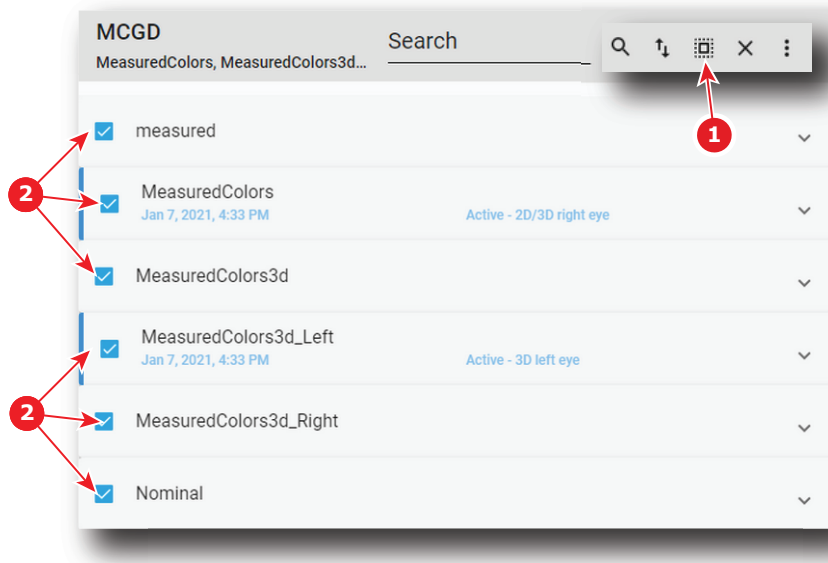 MCGD
MeasuredColors, MeasuredColors3d...
Search
1
measured
2
MeasuredColors
Jan 7, 2021, 4:33 PM
Active - 2D/3D right eye
MeasuredColors3d
MeasuredColors3d_Left
Jan 7, 2021, 4:33 PM
Active - 3D left eye
2
MeasuredColors3d_Right
Nominal